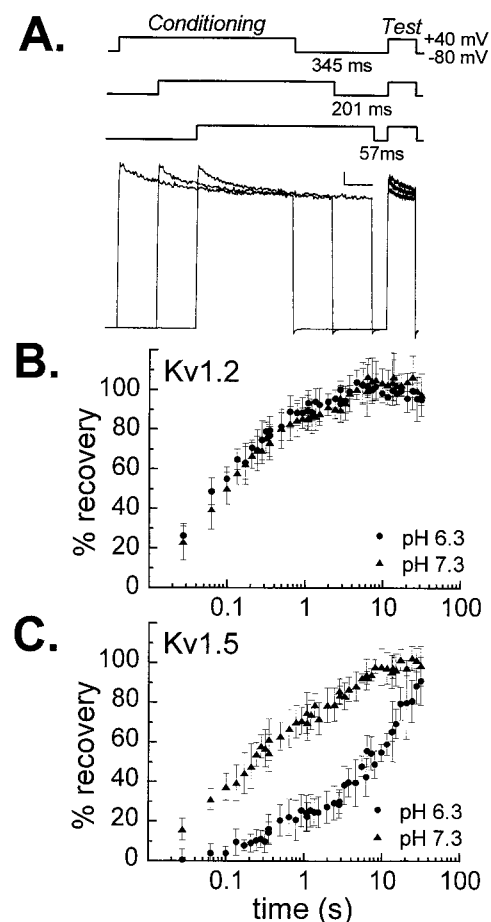 A.
Conditioning
Test
+40 mV
-80 mV
345 ms
201 ms
57ms
B.
Kv1.2
% recovery
100
80
60
40
20
0
pH 6.3
pH 7.3
0.1
1
10
100
C.
Kv1.5
% recovery
100
80
60
40
20
0
pH 6.3
pH 7.3
0.1
1
10
100
time (s)